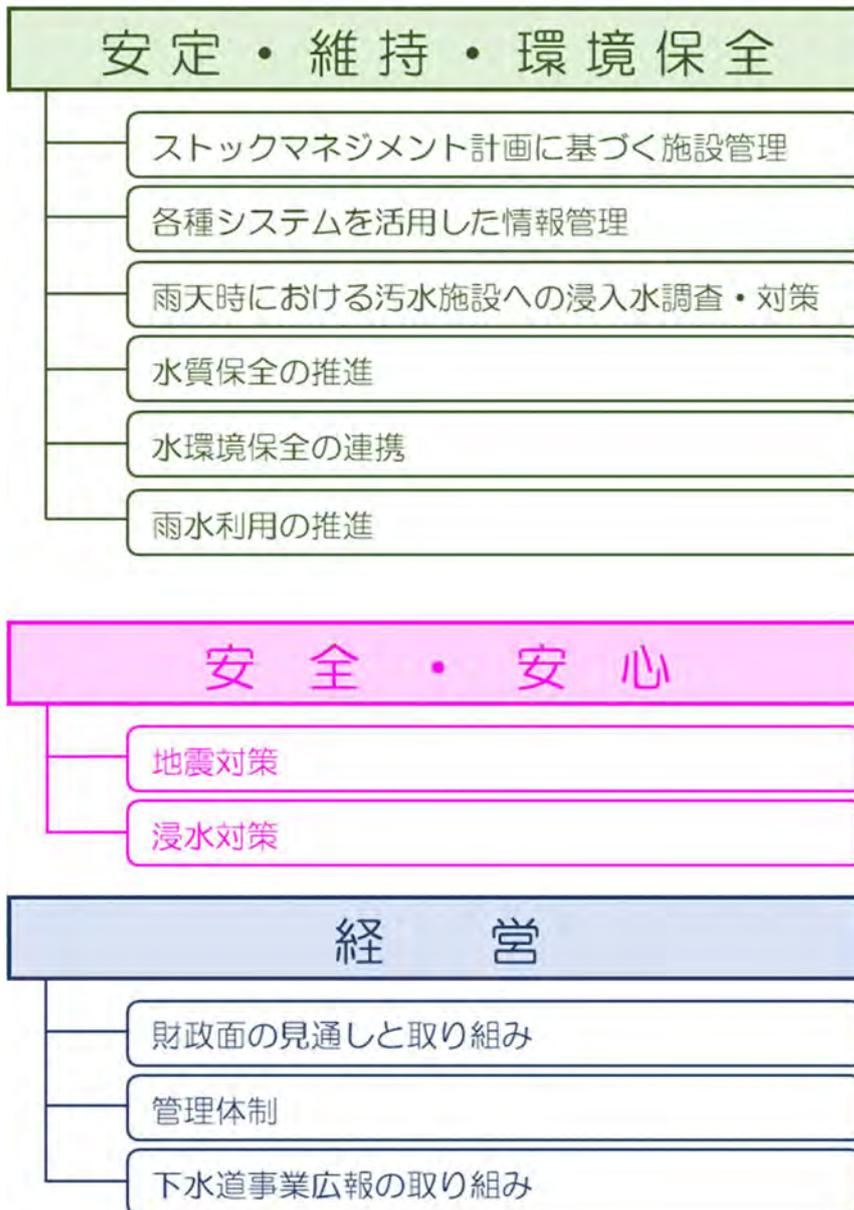 安定・維持・環境保全
ストックマネジメント計画に基づく施設管理
各種システムを活用した情報管理
雨天時における汚水施設への浸入水調査・対策
水質保全の推進
水環境保全の連携
雨水利用の推進
安全・安心
地震対策
浸水対策
経営
財政面の見通しと取り組み
管理体制
下水道事業広報の取り組み